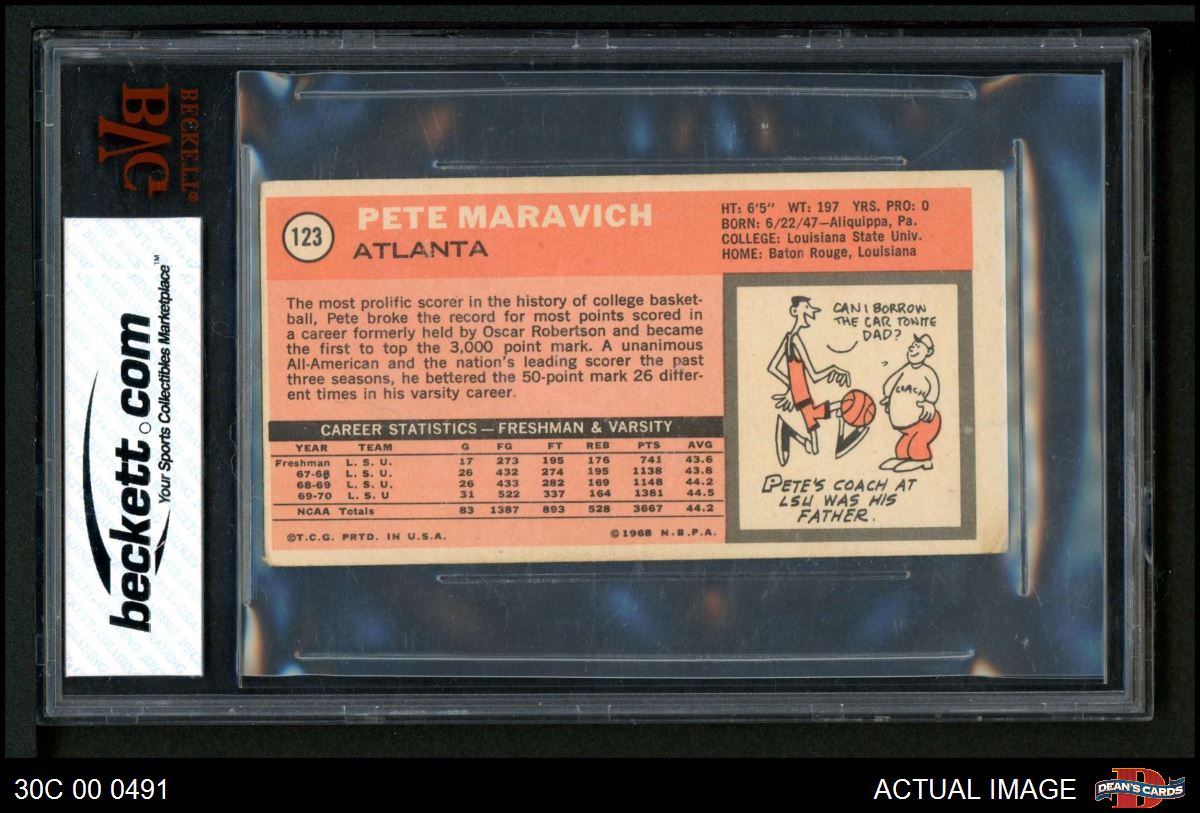 BECKETT®
BVG
beckett.com™
Your Sports Collectibles Marketplace
123
PETE MARAVICH
ATLANTA
HT: 6'5" WT: 197 YRS. PRO: 0
BORN: 6/22/47—Aliquippa, Pa.
COLLEGE: Louisiana State Univ.
HOME: Baton Rouge, Louisiana
The most prolific scorer in the history of college basket-
ball, Pete broke the record for most points scored in
a career formerly held by Oscar Robertson and became
the first to top the 3,000 point mark. A unanimous
All-American and the nation's leading scorer the past
three seasons, he bettered the 50-point mark 26 differ-
ent times in his varsity career.
CAREER STATISTICS — FRESHMAN & VARSITY
YEAR TEAM G FG FT REB PTS AVG
Freshman L. S. U. 17 273 195 176 741 43.6
67-68 L. S. U. 26 432 274 195 1138 43.8
68-69 L. S. U. 26 433 282 169 1148 44.2
69-70 L. S. U 31 522 337 164 1381 44.5
NCAA Totals 83 1387 893 528 3667 44.2
©T.C.G. PRTD. IN U.S.A.
©1968 N.B.P.A.
CAN I BORROW
THE CAR TONITE
DAD?
COACH
PETE'S COACH AT
LSU WAS HIS
FATHER.
30C 00 0491
ACTUAL IMAGE
D
DEAN'S CARDS